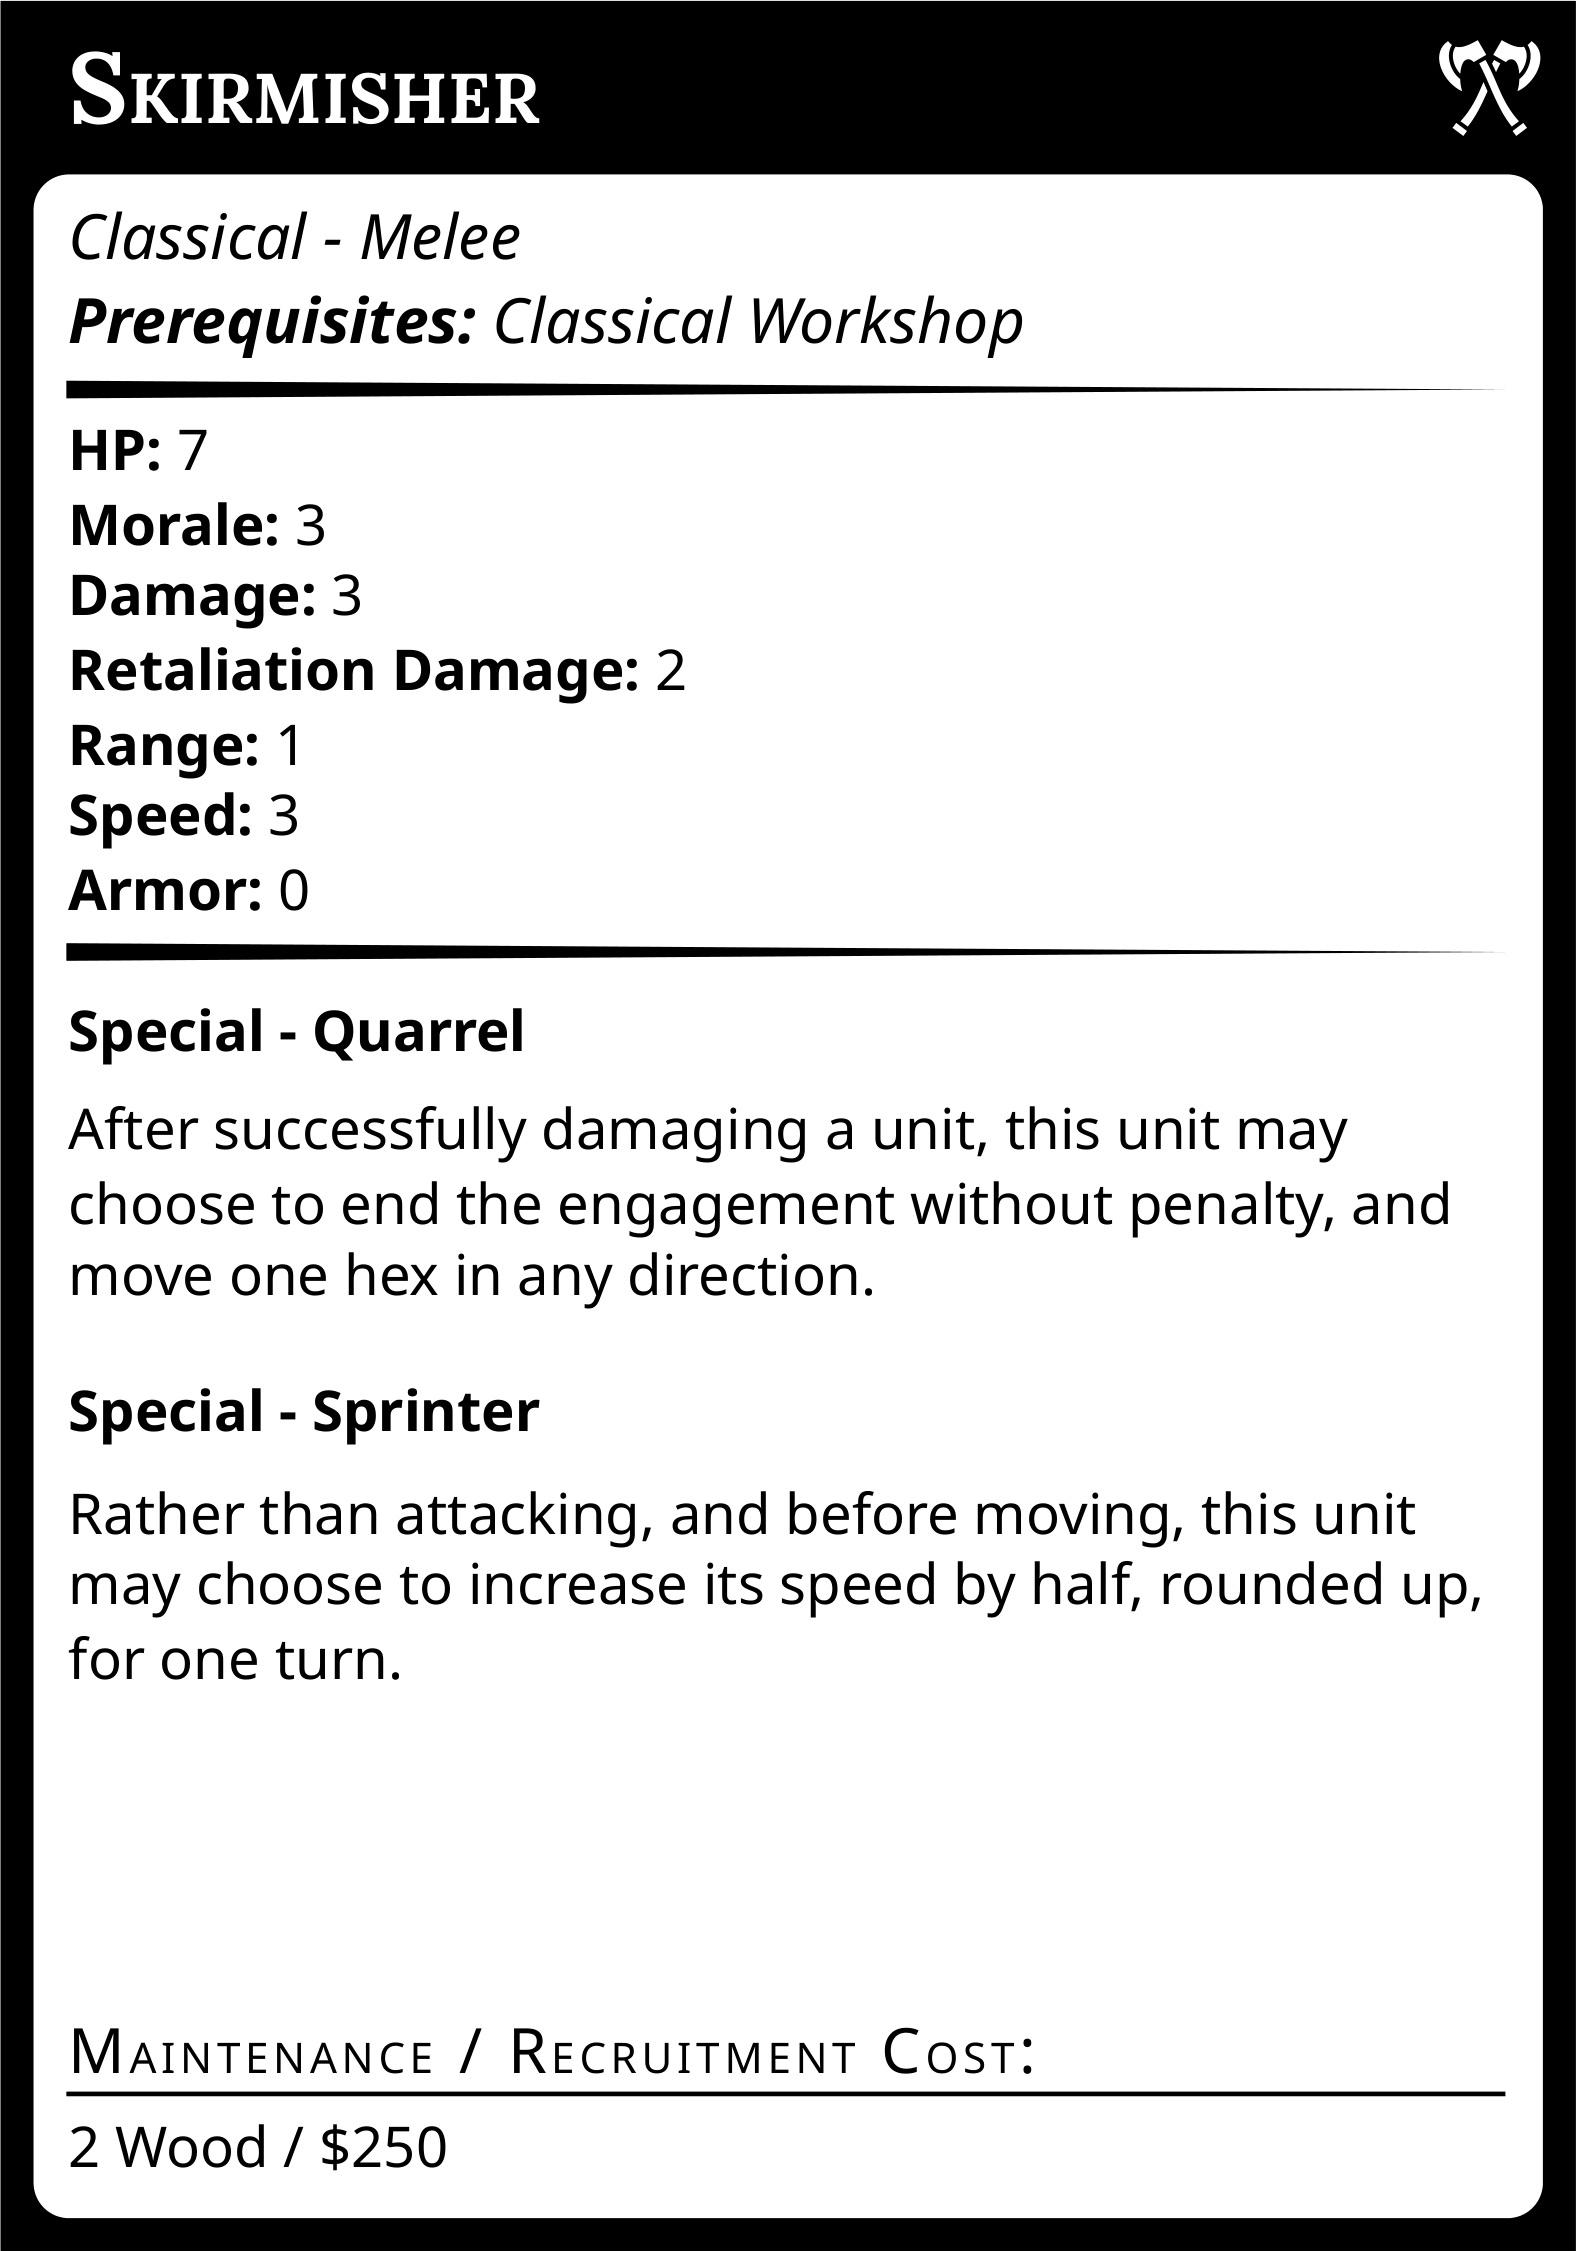 Skirmisher
Classical - Melee
Prerequisites: Classical Workshop
HP: 7
Morale: 3
Damage: 3
Retaliation Damage: 2
Range: 1
Speed: 3
Armor: 0
Special - Quarrel
After successfully damaging a unit, this unit may
choose to end the engagement without penalty, and
move one hex in any direction.
Special - Sprinter
Rather than attacking, and before moving, this unit
may choose to increase its speed by half, rounded up,
for one turn.
Maintenance / Recruitment Cost:
2 Wood / $250